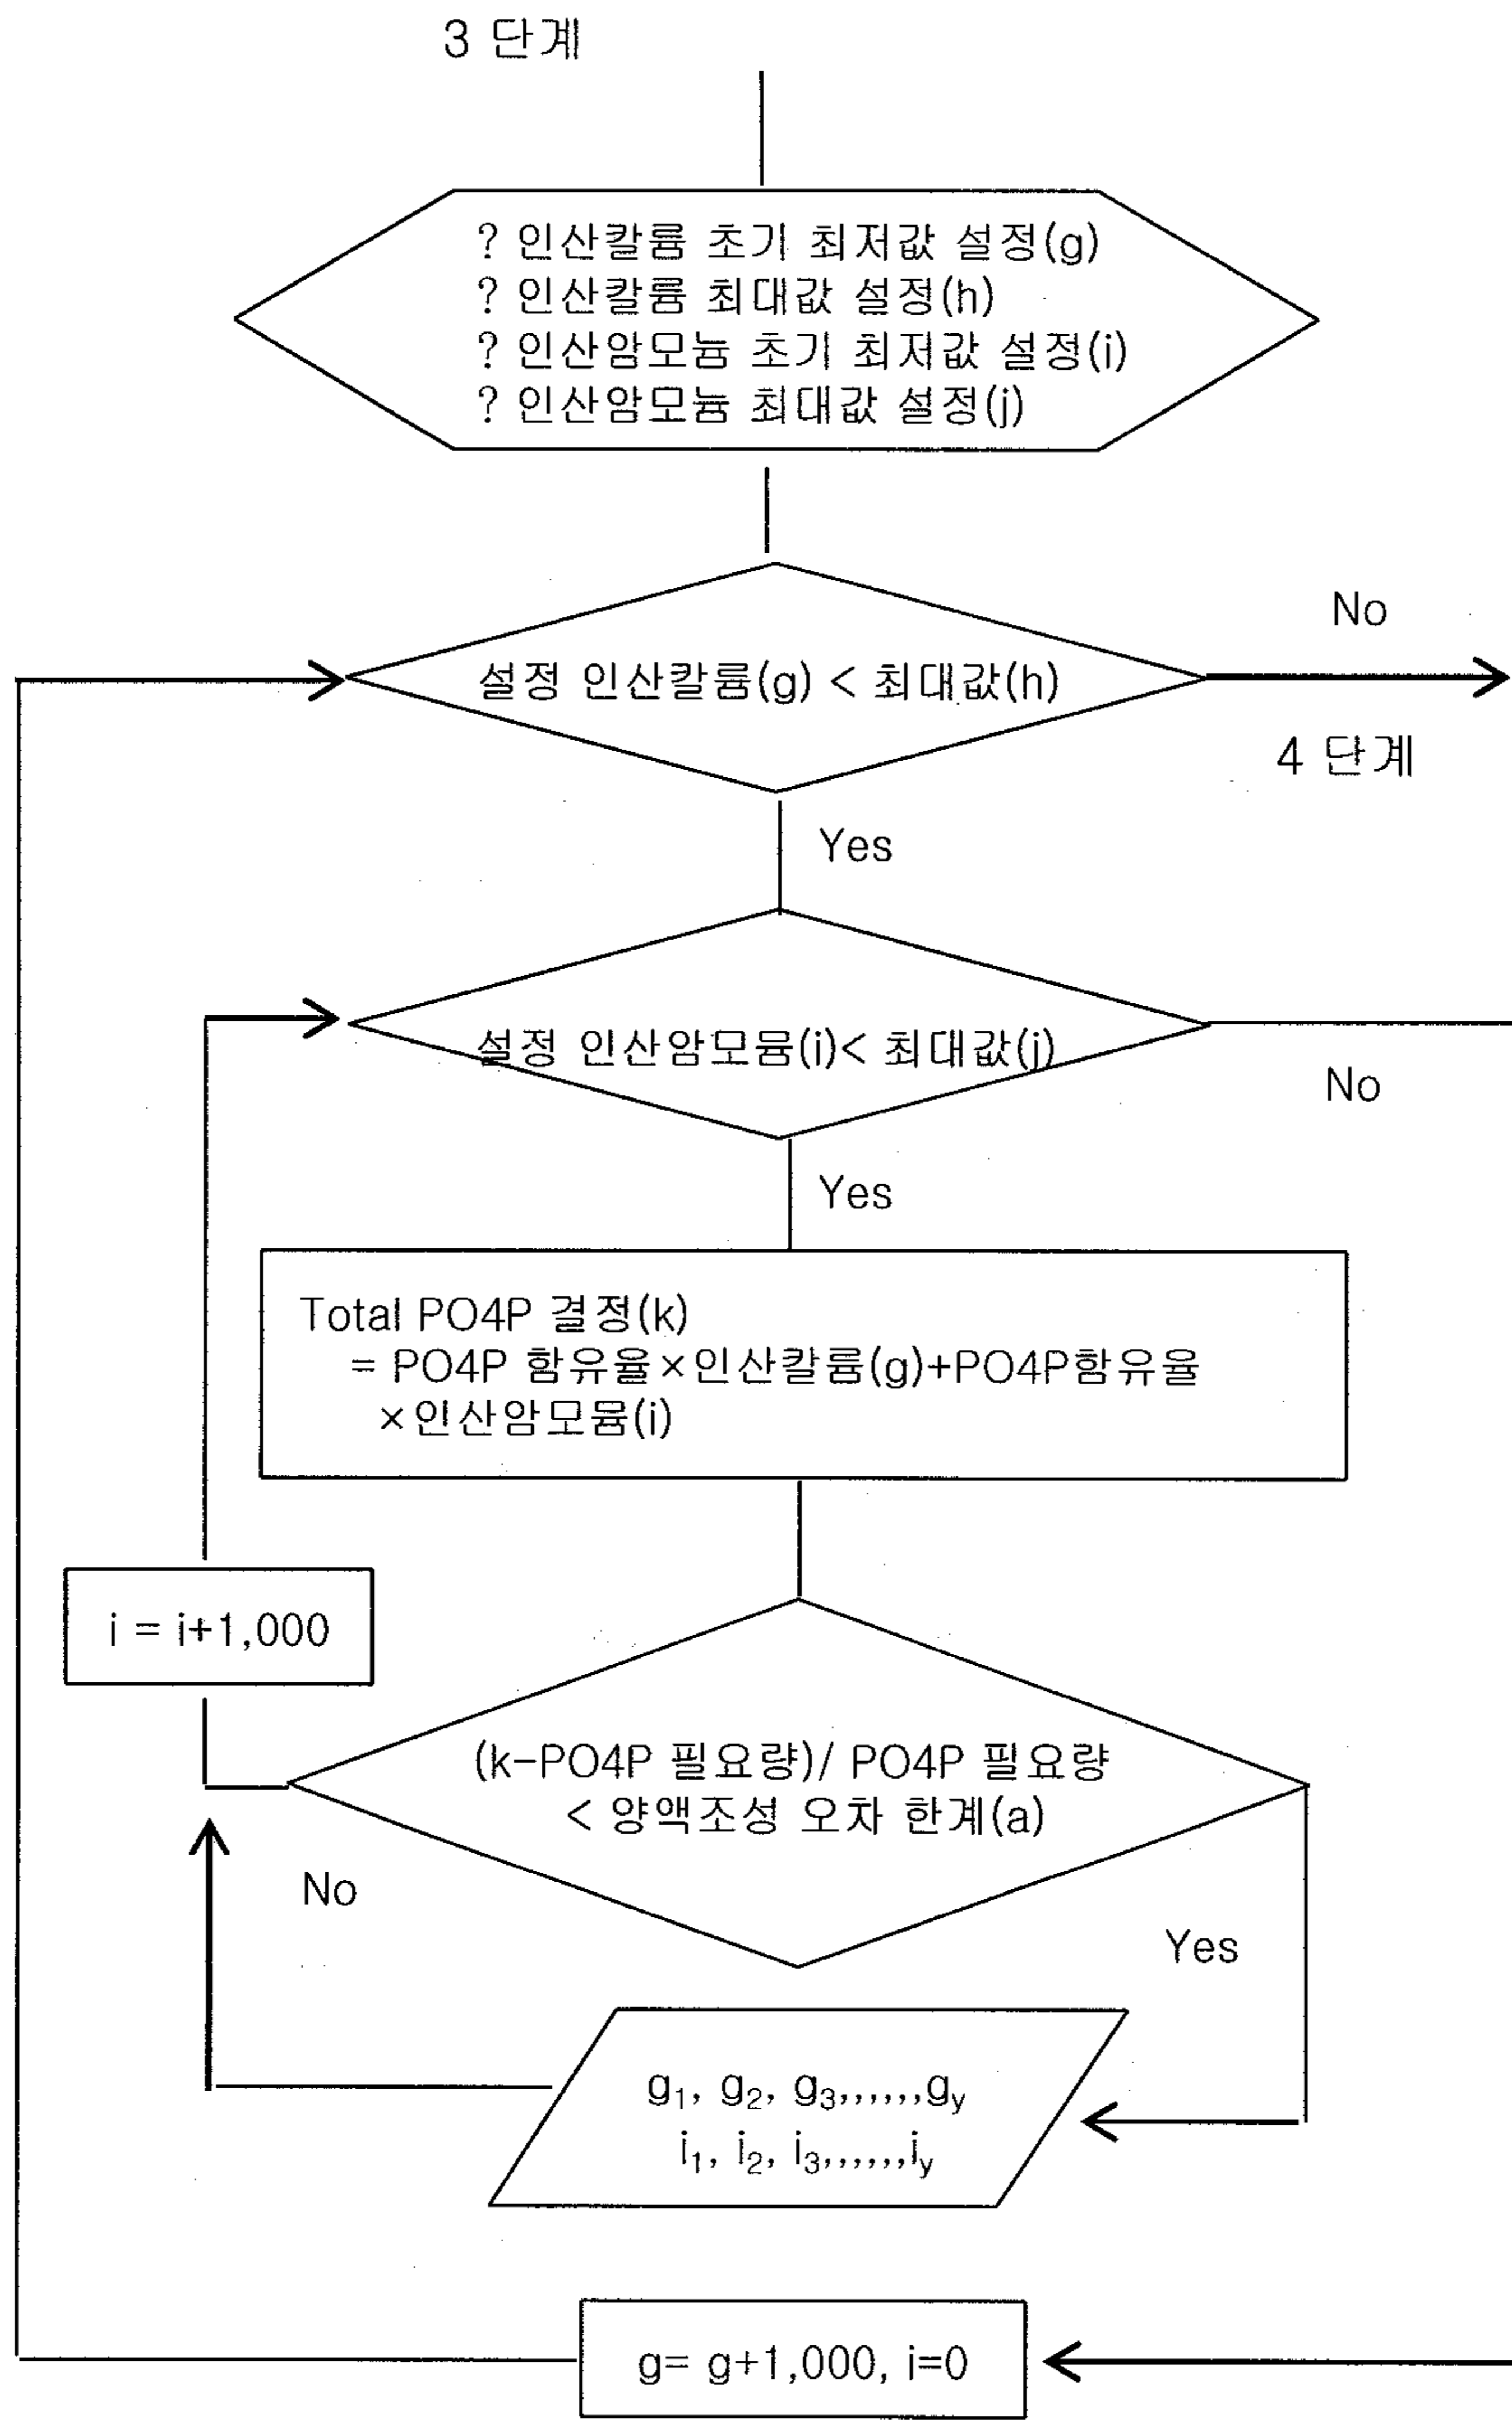 3 단계
? 인산칼륨 초기 최저값 설정(g)
? 인산칼륨 최대값 설정(h)
? 인산암모늄 초기 최저값 설정(i)
? 인산암모늄 최대값 설정(j)
설정 인산칼륨(g) < 최대값(h)
No
4 단계
Yes
설정 인산암모뮴(i)< 최대값(j)
No
Yes
Total PO4P 결정(k)
= PO4P 함유율×인산칼륨(g)+PO4P함유율
×인산암모뮴(i)
i = i+1,000
(k-PO4P 필요량)/ PO4P 필요량
< 양액조성 오차 한계(a)
No
Yes
g₁, g₂, g₃,,,,,,gᵧ
i₁, i₂, i₃,,,,,,iᵧ
g= g+1,000, i=0